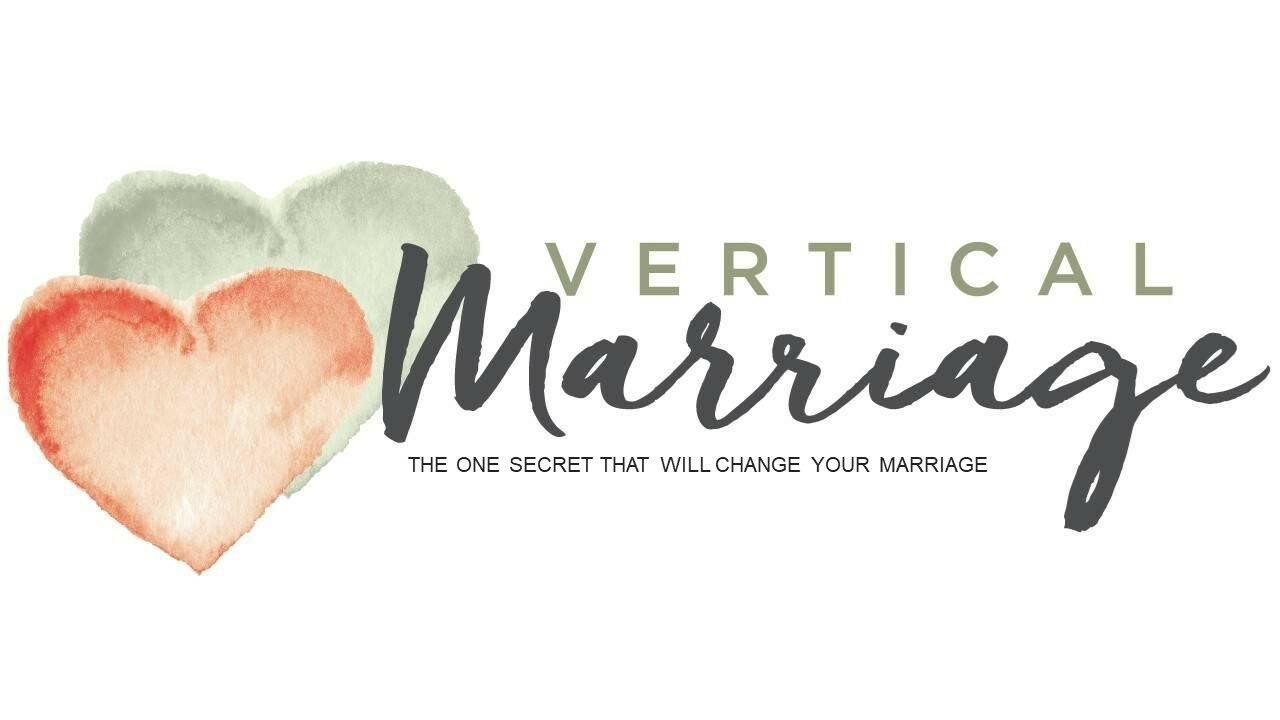 VERTICAL
Marriage
THE ONE SECRET THAT WILL CHANGE YOUR MARRIAGE